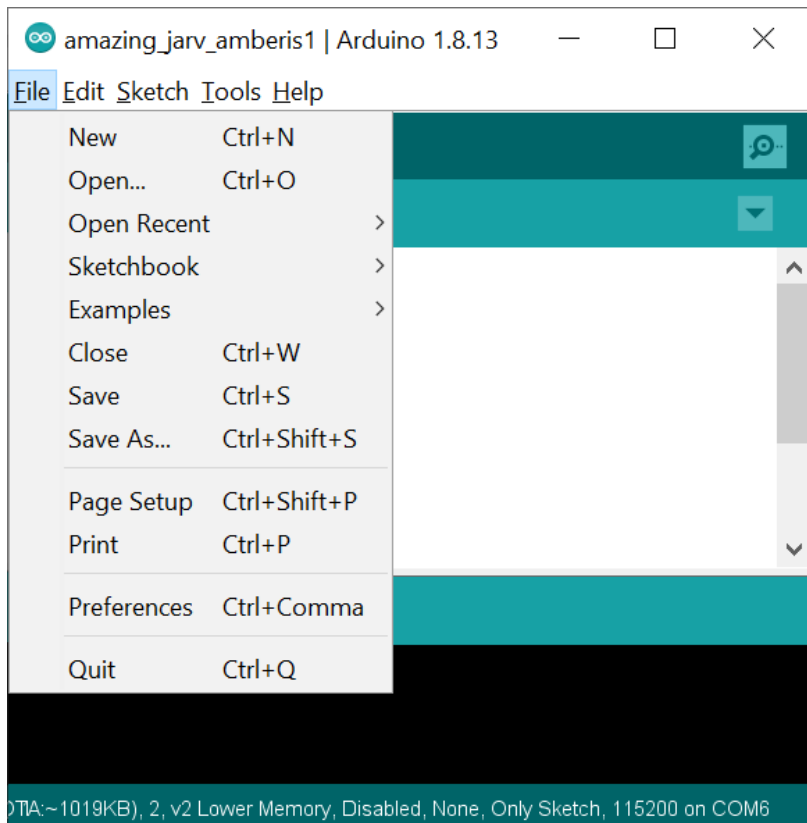 amazing_jarv_amberis1 | Arduino 1.8.13
File Edit Sketch Tools Help
New Ctrl+N
Open... Ctrl+O
Open Recent
Sketchbook
Examples
Close Ctrl+W
Save Ctrl+S
Save As... Ctrl+Shift+S
Page Setup Ctrl+Shift+P
Print Ctrl+P
Preferences Ctrl+Comma
Quit Ctrl+Q
OTA:~1019KB), 2, v2 Lower Memory, Disabled, None, Only Sketch, 115200 on COM6